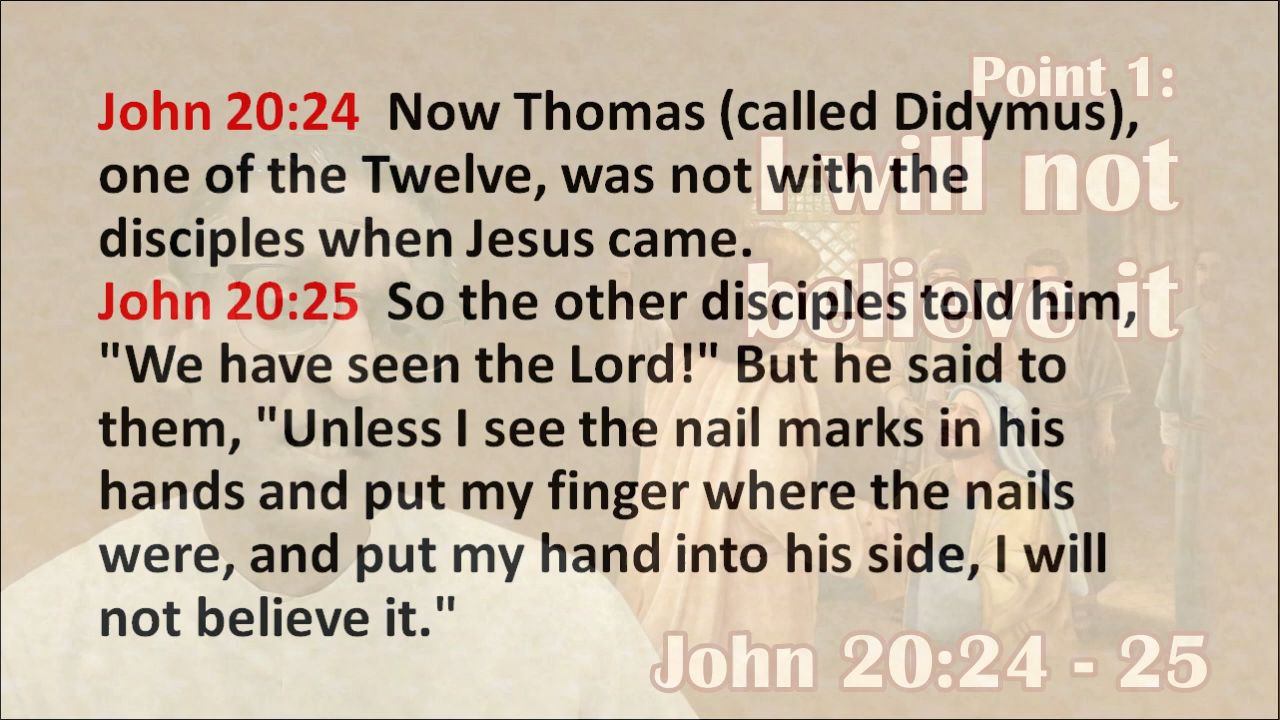 Point 1:
I will not
believe it
John 20:24 Now Thomas (called Didymus),
one of the Twelve, was not with the
disciples when Jesus came.
John 20:25 So the other disciples told him,
"We have seen the Lord!" But he said to
them, "Unless I see the nail marks in his
hands and put my finger where the nails
were, and put my hand into his side, I will
not believe it."
John 20:24 - 25